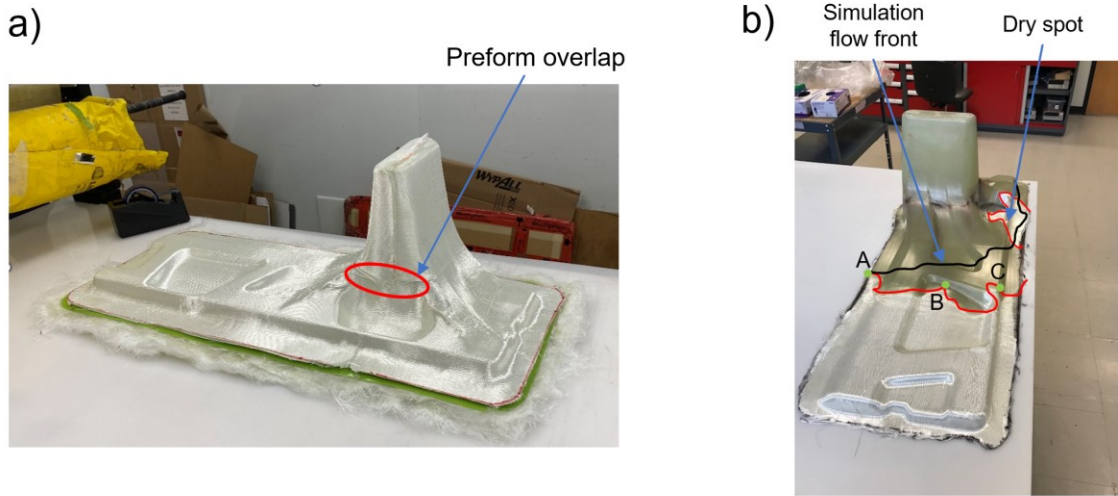 a)
Preform overlap
WYPALL
b)
Simulation
flow front
Dry spot
A
B
C